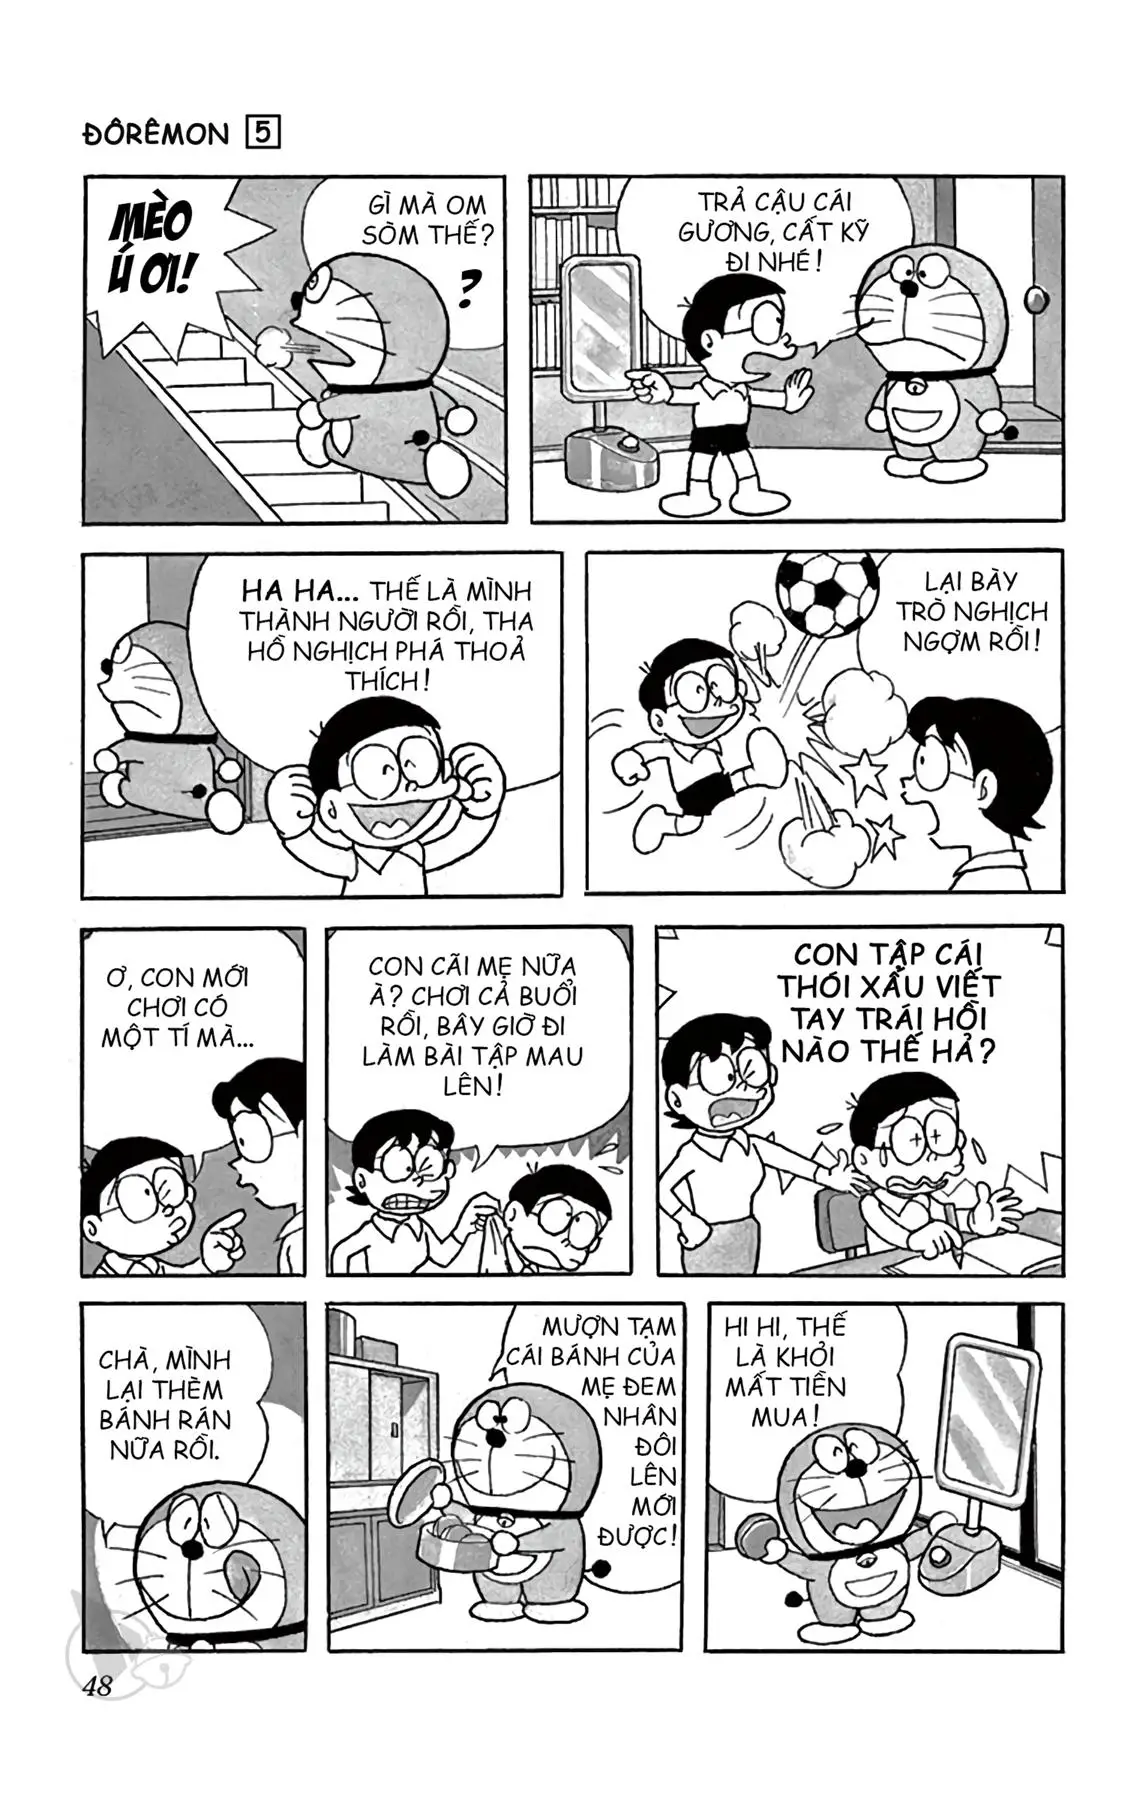 ĐÔRÊMON 5
MÈO
Ú ƠI!
GÌ MÀ OM
SÒM THẾ?
?
TRẢ CẬU CÁI
GƯƠNG, CẤT KỸ
ĐI NHÉ!
HA HA... THẾ LÀ MÌNH
THÀNH NGƯỜI RỒI, THA
HỒ NGHỊCH PHÁ THOẢ
THÍCH!
LẠI BÀY
TRÒ NGHỊCH
NGỢM RỒI!
Ơ, CON MỚI
CHƠI CÓ
MỘT TÍ MÀ...
CON CÃI MẸ NỮA
À? CHƠI CẢ BUỔI
RỒI, BÂY GIỜ ĐI
LÀM BÀI TẬP MAU
LÊN!
CON TẬP CÁI
THÓI XẤU VIẾT
TAY TRÁI HỒI
NÀO THẾ HẢ?
CHÀ, MÌNH
LẠI THÈM
BÁNH RÁN
NỮA RỒI.
MƯỢN TẠM
CÁI BÁNH CỦA
MẸ ĐEM
NHÂN
ĐÔI
LÊN
MỚI
ĐƯỢC!
HI HI, THẾ
LÀ KHỎI
MẤT TIỀN
MUA!
48